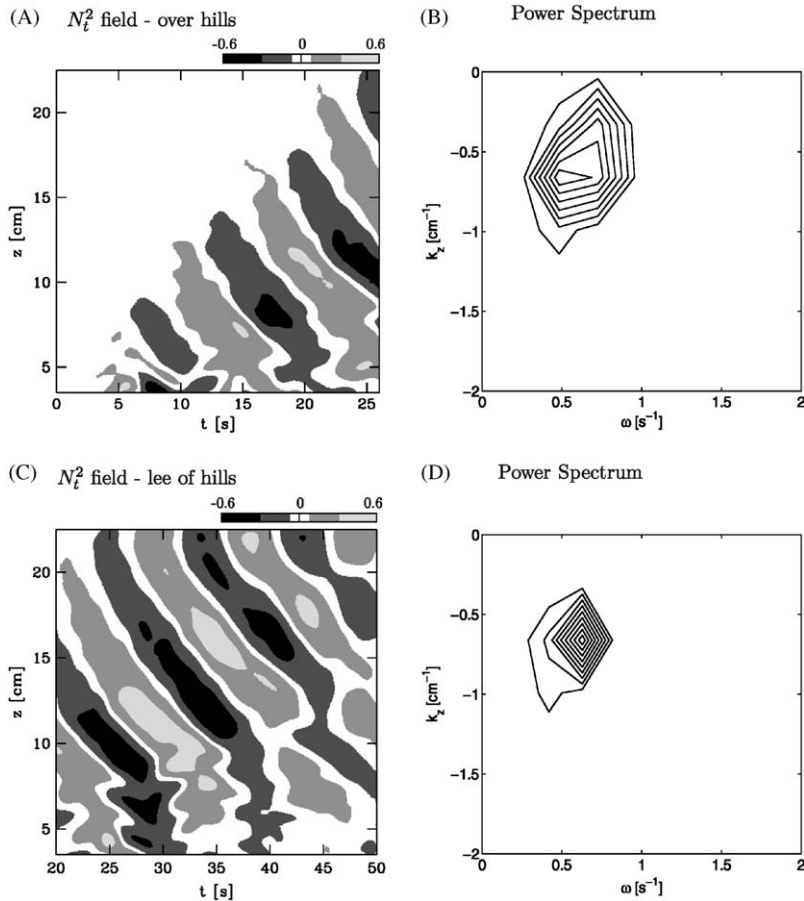 (A) N_t^2 field - over hills
-0.6 0 0.6
z [cm]
20
15
10
5
0 5 10 15 20 25
t [s]
(B) Power Spectrum
k_z [cm^-1]
0
-0.5
-1
-1.5
-2
0 0.5 1 1.5 2
ω [s^-1]
(C) N_t^2 field - lee of hills
-0.6 0 0.6
z [cm]
20
15
10
5
20 25 30 35 40 45 50
t [s]
(D) Power Spectrum
k_z [cm^-1]
0
-0.5
-1
-1.5
-2
0 0.5 1 1.5 2
ω [s^-1]